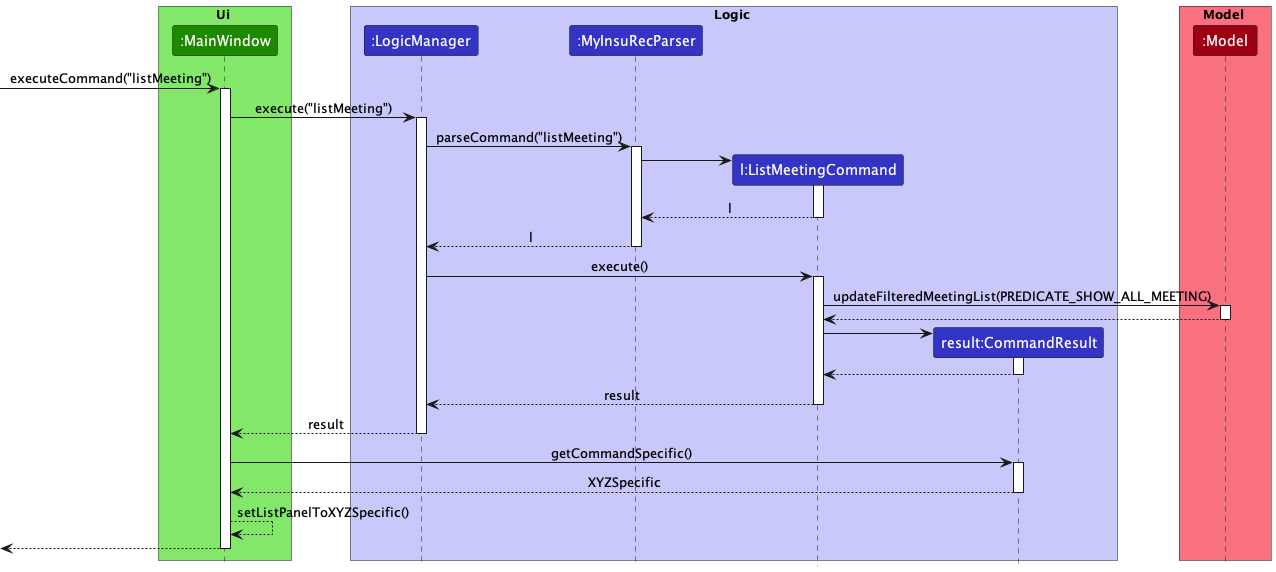 Ui
Logic
Model
:MainWindow
:LogicManager
:MyInsuRecParser
:Model
executeCommand("listMeeting")
execute("listMeeting")
parseCommand("listMeeting")
l:ListMeetingCommand
l
l
execute()
updateFilteredMeetingList(PREDICATE_SHOW_ALL_MEETING)
result:CommandResult
result
result
getCommandSpecific()
XYZSpecific
setListPanelToXYZSpecific()